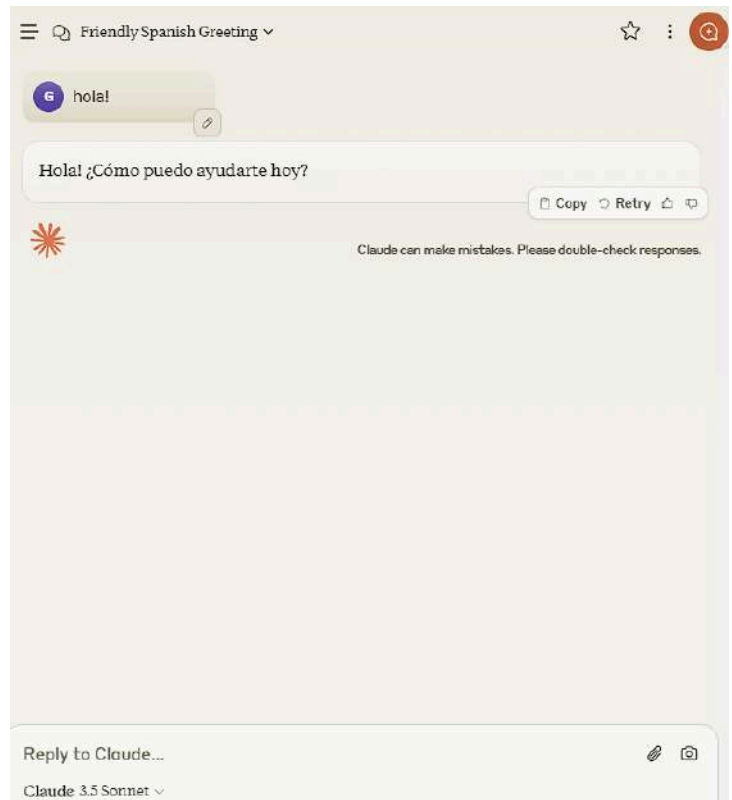 Friendly Spanish Greeting
G hola!
Hola! ¿Cómo puedo ayudarte hoy?
Copy Retry
Claude can make mistakes. Please double-check responses.
Reply to Claude...
Claude 3.5 Sonnet